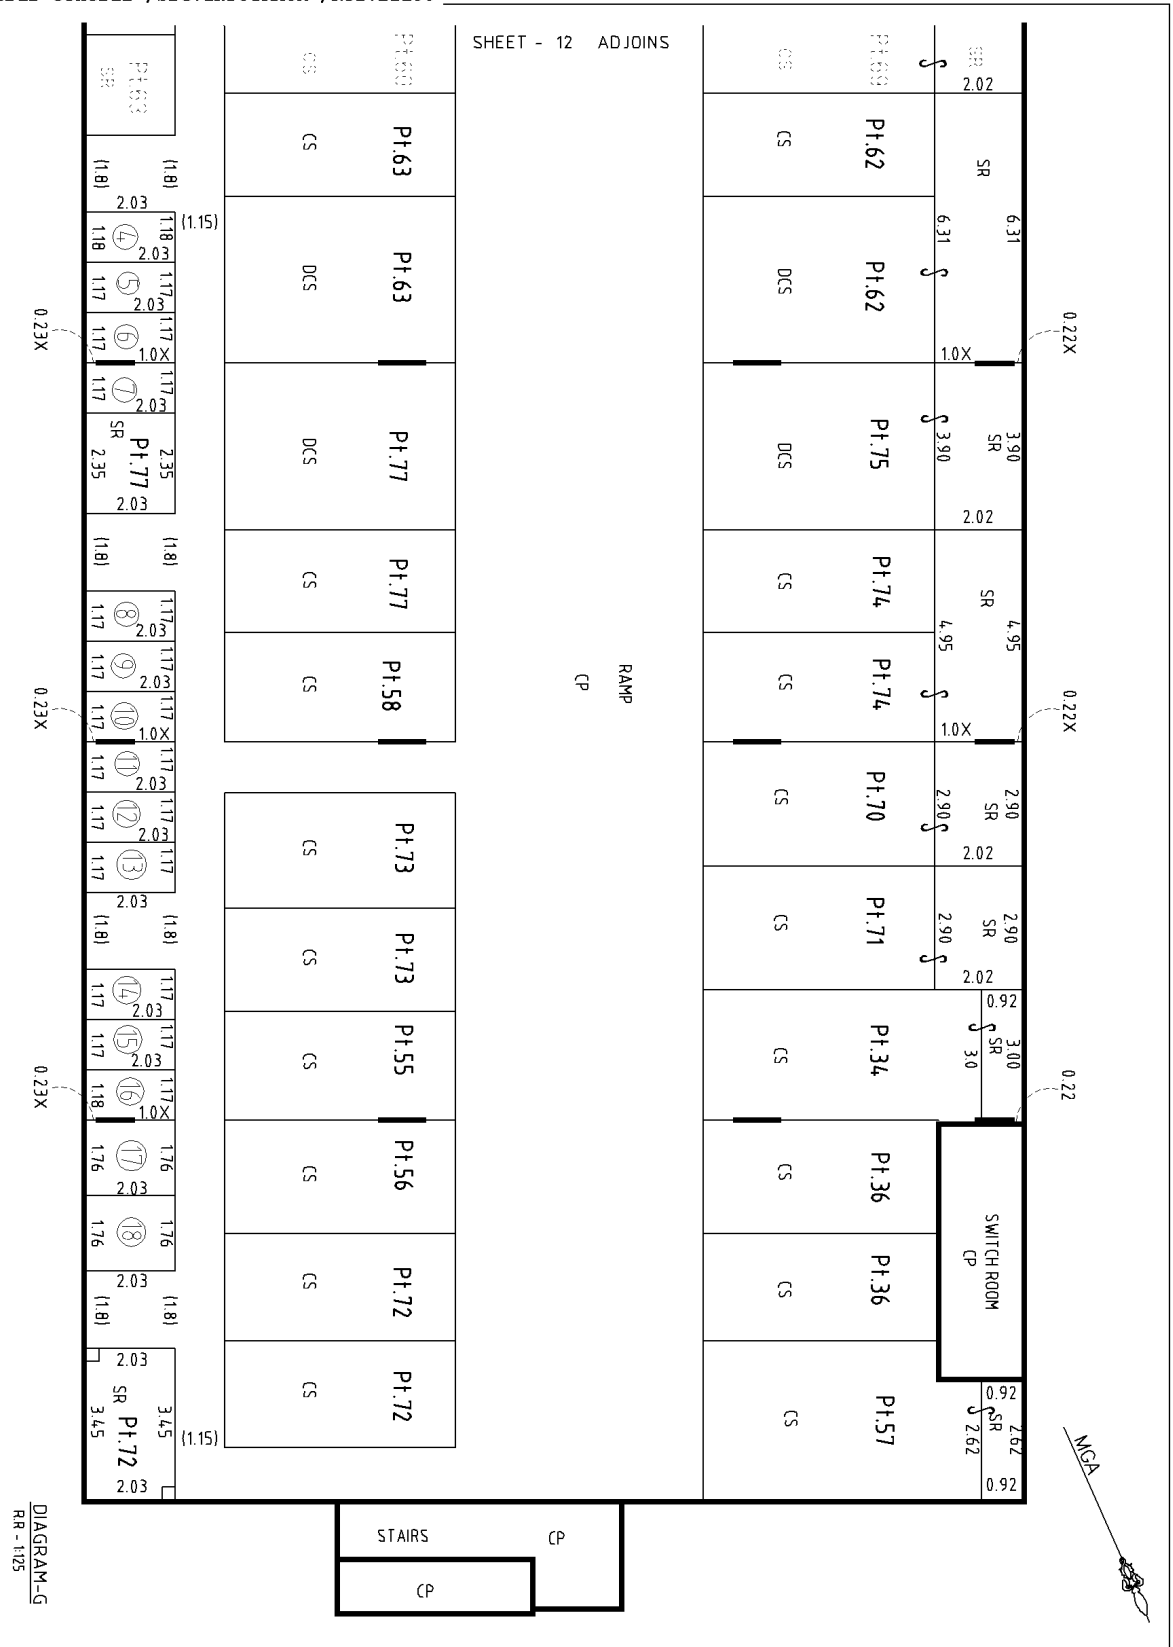 SHEET - 12 ADJOINS
Pt.63
SR
CS
Pt.60
CS
Pt.69
SR
2.02
(1.8)
(1.8)
2.03
CS
Pt.63
CS
Pt.62
SR
1.18
④
1.18
2.03
(1.15)
DCS
Pt.63
DCS
Pt.62
6.31
6.31
1.17
⑤
1.17
2.03
1.17
⑥
1.17
1.0X
0.23X
1.0X
0.22X
1.17
⑦
1.17
2.03
SR
Pt.77
2.35
2.35
2.03
DCS
Pt.77
DCS
Pt.75
3.90
SR
3.90
2.02
(1.8)
(1.8)
CS
Pt.77
CS
Pt.74
SR
1.17
⑧
1.17
2.03
4.95
4.95
1.17
⑨
1.17
2.03
CS
Pt.58
RAMP
CP
CS
Pt.74
1.17
⑩
1.17
1.0X
0.23X
1.0X
0.22X
1.17
⑪
1.17
2.03
1.17
⑫
1.17
2.03
CS
Pt.70
2.90
SR
2.90
2.02
1.17
⑬
1.17
2.03
CS
Pt.73
(1.8)
(1.8)
CS
Pt.73
CS
Pt.71
2.90
SR
2.90
2.02
1.17
⑭
1.17
2.03
0.92
1.17
⑮
1.17
2.03
CS
Pt.55
CS
Pt.34
3.0
SR
3.00
1.18
⑯
1.17
1.0X
0.23X
0.22
1.76
⑰
1.76
2.03
CS
Pt.56
CS
Pt.36
1.76
⑱
1.76
2.03
SWITCH ROOM
CP
CS
Pt.72
CS
Pt.36
(1.8)
(1.8)
2.03
SR
Pt.72
3.45
3.45
2.03
(1.15)
CS
Pt.72
CS
Pt.57
0.92
SR
2.62
2.62
0.92
MGA
STAIRS
CP
CP
DIAGRAM-G
R.R - 1:125